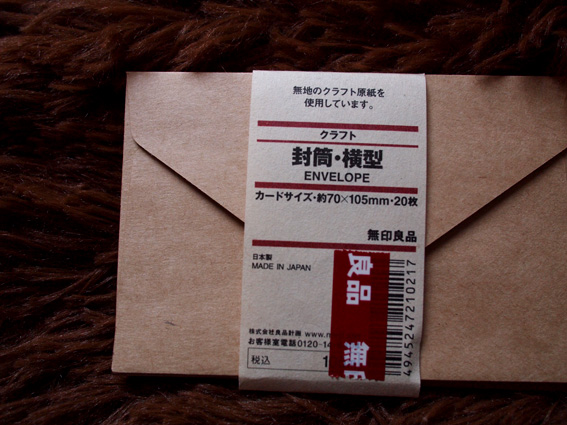 無地のクラフト原紙を
使用しています。
クラフト
封筒・横型
ENVELOPE
カードサイズ・約70×105mm・20枚
無印良品
日本製
MADE IN JAPAN
良品 無印
4945247210217
株式会社良品計画 www.
お客様室電話0120-14
税込 1